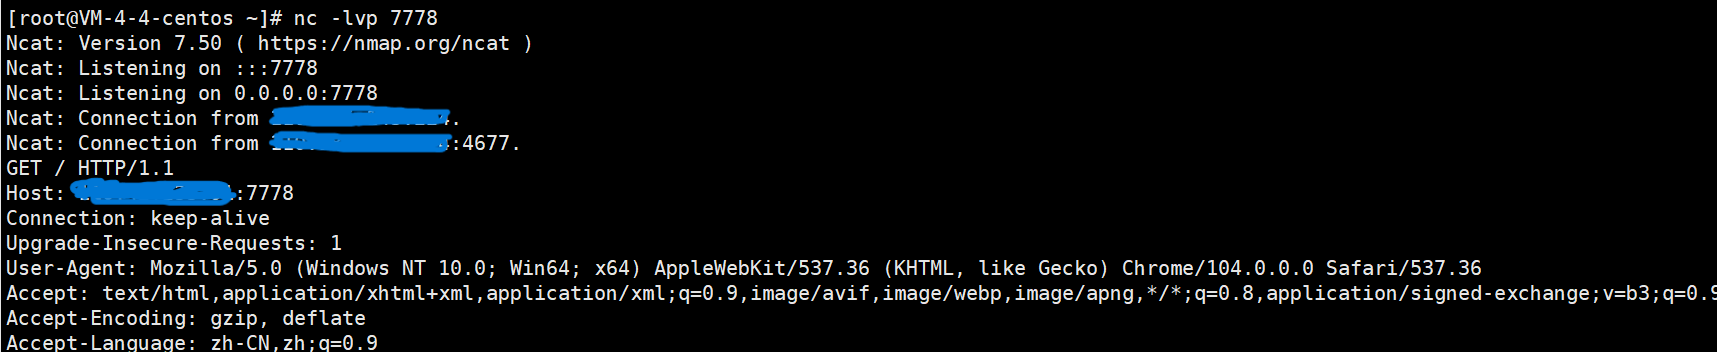 [root@VM-4-4-centos ~]# nc -lvp 7778
Ncat: Version 7.50 ( https://nmap.org/ncat )
Ncat: Listening on :::7778
Ncat: Listening on 0.0.0.0:7778
Ncat: Connection from .
Ncat: Connection from :4677.
GET / HTTP/1.1
Host: :7778
Connection: keep-alive
Upgrade-Insecure-Requests: 1
User-Agent: Mozilla/5.0 (Windows NT 10.0; Win64; x64) AppleWebKit/537.36 (KHTML, like Gecko) Chrome/104.0.0.0 Safari/537.36
Accept: text/html,application/xhtml+xml,application/xml;q=0.9,image/avif,image/webp,image/apng,*/*;q=0.8,application/signed-exchange;v=b3;q=0.9
Accept-Encoding: gzip, deflate
Accept-Language: zh-CN,zh;q=0.9